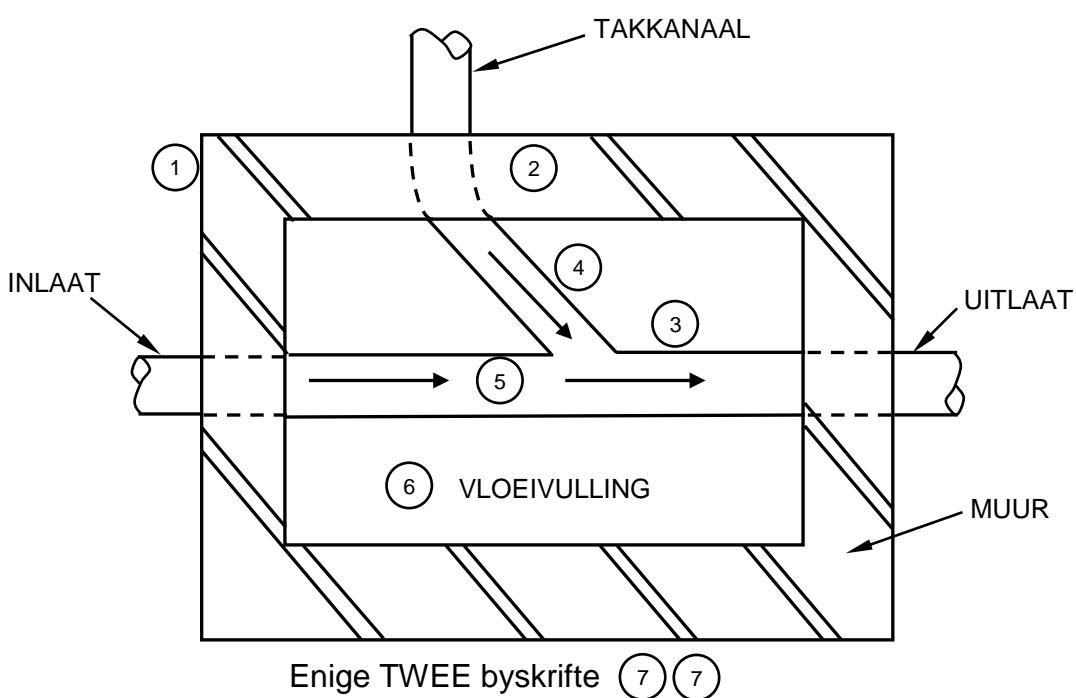 TAKKANAAL
1
2
4
INLAAT
UITLAAT
3
5
6 VLOEIVULLING
MUUR
Enige TWEE byskrifte 7 7